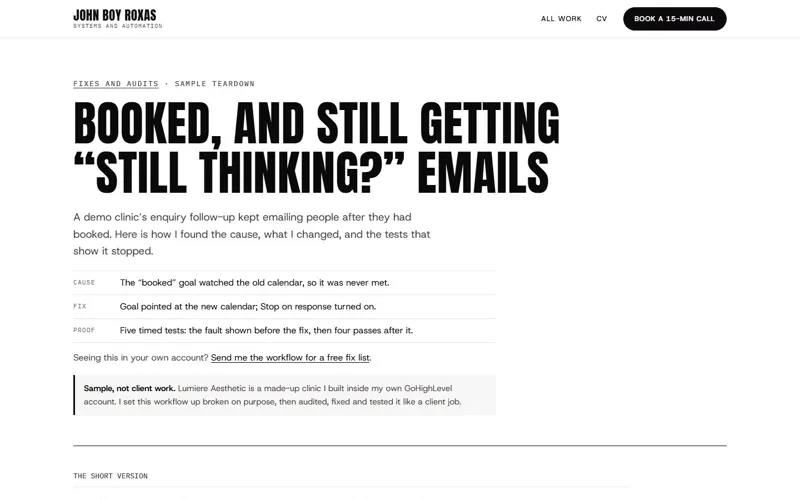 JOHN BOY ROXAS
SYSTEMS AND AUTOMATION
ALL WORK
CV
BOOK A 15-MIN CALL
FIXES AND AUDITS · SAMPLE TEARDOWN
BOOKED, AND STILL GETTING
“STILL THINKING?” EMAILS
A demo clinic’s enquiry follow-up kept emailing people after they had
booked. Here is how I found the cause, what I changed, and the tests that
show it stopped.
CAUSE The “booked” goal watched the old calendar, so it was never met.
FIX Goal pointed at the new calendar; Stop on response turned on.
PROOF Five timed tests: the fault shown before the fix, then four passes after it.
Seeing this in your own account? Send me the workflow for a free fix list.
Sample, not client work. Lumiere Aesthetic is a made-up clinic I built inside my own GoHighLevel
account. I set this workflow up broken on purpose, then audited, fixed and tested it like a client job.
THE SHORT VERSION